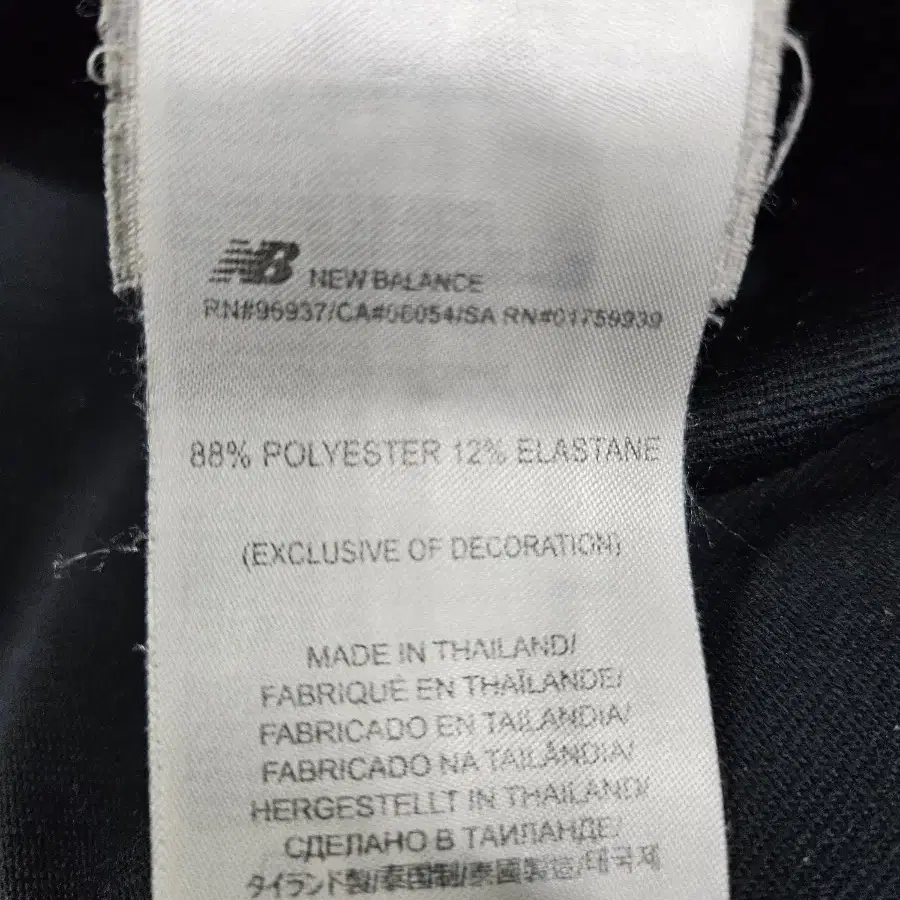 NB NEW BALANCE
RN#96937/CA#06054/SA RN#01759939
88% POLYESTER 12% ELASTANE
(EXCLUSIVE OF DECORATION)
MADE IN THAILAND/
FABRIQUÉ EN THAÏLANDE/
FABRICADO EN TAILANDIA/
FABRICADO NA TAILÂNDIA/
HERGESTELLT IN THAILAND/
СДЕЛАНО В ТАИЛАНДЕ/
タイランド製/泰国制/泰國製造/태국제